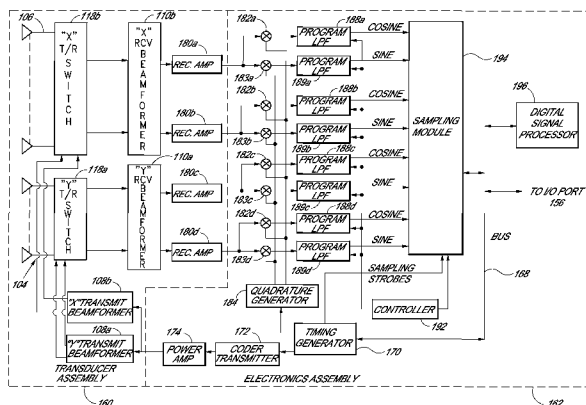 106
118b
"X" T/R SWITCH
110b
"X" RCV BEAMFORMER
180a
REC. AMP
182a
183a
188a
PROGRAM LPF
COSINE
189a
PROGRAM LPF
SINE
180b
REC. AMP
182b
183b
188b
PROGRAM LPF
COSINE
189b
PROGRAM LPF
SINE
SAMPLING MODULE
194
196
DIGITAL SIGNAL PROCESSOR
118a
"Y" T/R SWITCH
110a
"Y" RCV BEAMFORMER
180c
REC. AMP
182c
183c
188c
PROGRAM LPF
COSINE
189c
PROGRAM LPF
SINE
180d
REC. AMP
182d
183d
188d
PROGRAM LPF
COSINE
189d
PROGRAM LPF
SINE
TO I/O PORT
156
BUS
168
104
108b
"X" TRANSMIT BEAMFORMER
108a
"Y" TRANSMIT BEAMFORMER
TRANSDUCER ASSEMBLY
160
184
QUADRATURE GENERATOR
SAMPLING STROBES
CONTROLLER
192
174
POWER AMP
172
CODER TRANSMITTER
TIMING GENERATOR
170
ELECTRONICS ASSEMBLY
162